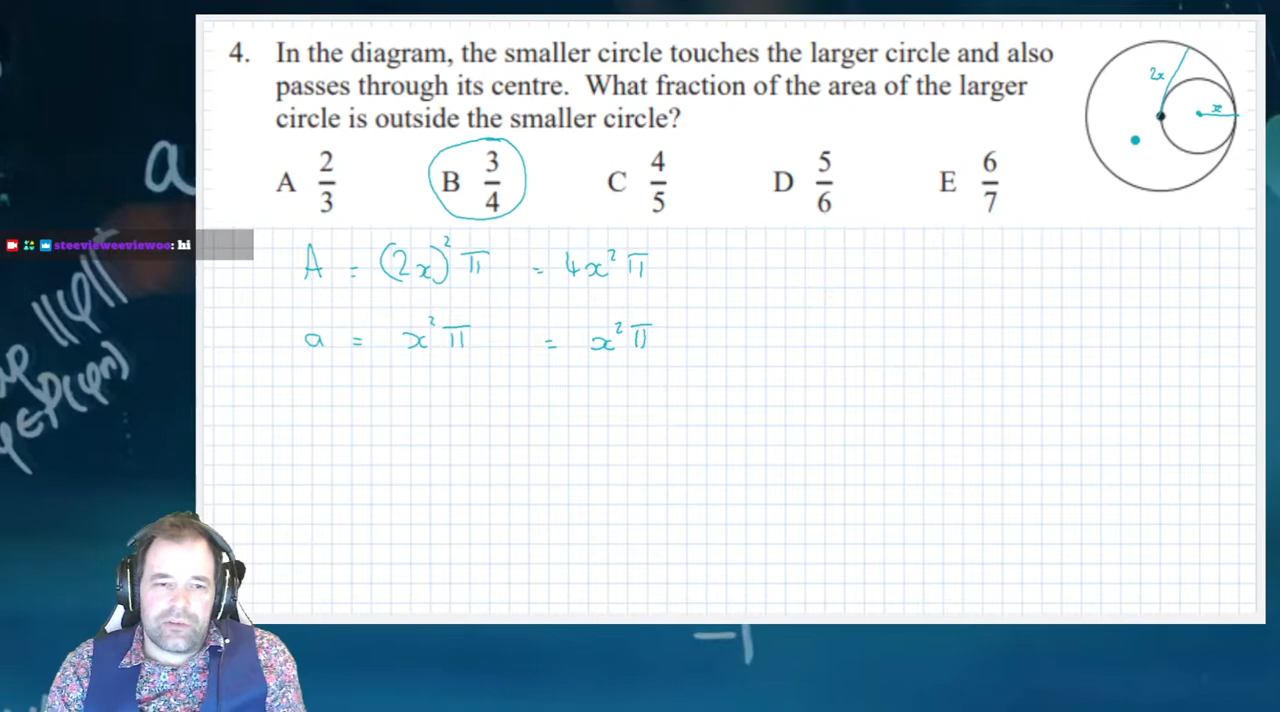 4. In the diagram, the smaller circle touches the larger circle and also
passes through its centre. What fraction of the area of the larger
circle is outside the smaller circle?
A 2/3 B 3/4 C 4/5 D 5/6 E 6/7
2x
x
a
steevieweeviewoo: hi
A = (2x)² π = 4x² π
a = x² π = x² π
||φ||
-1